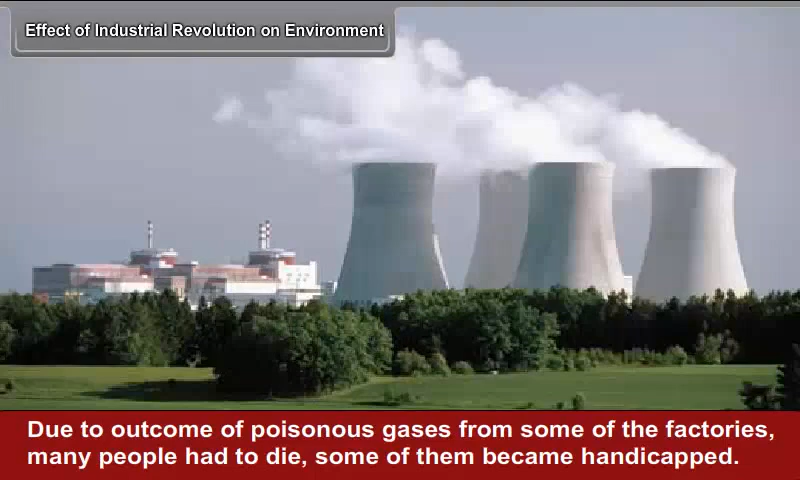 Effect of Industrial Revolution on Environment
Due to outcome of poisonous gases from some of the factories,
many people had to die, some of them became handicapped.